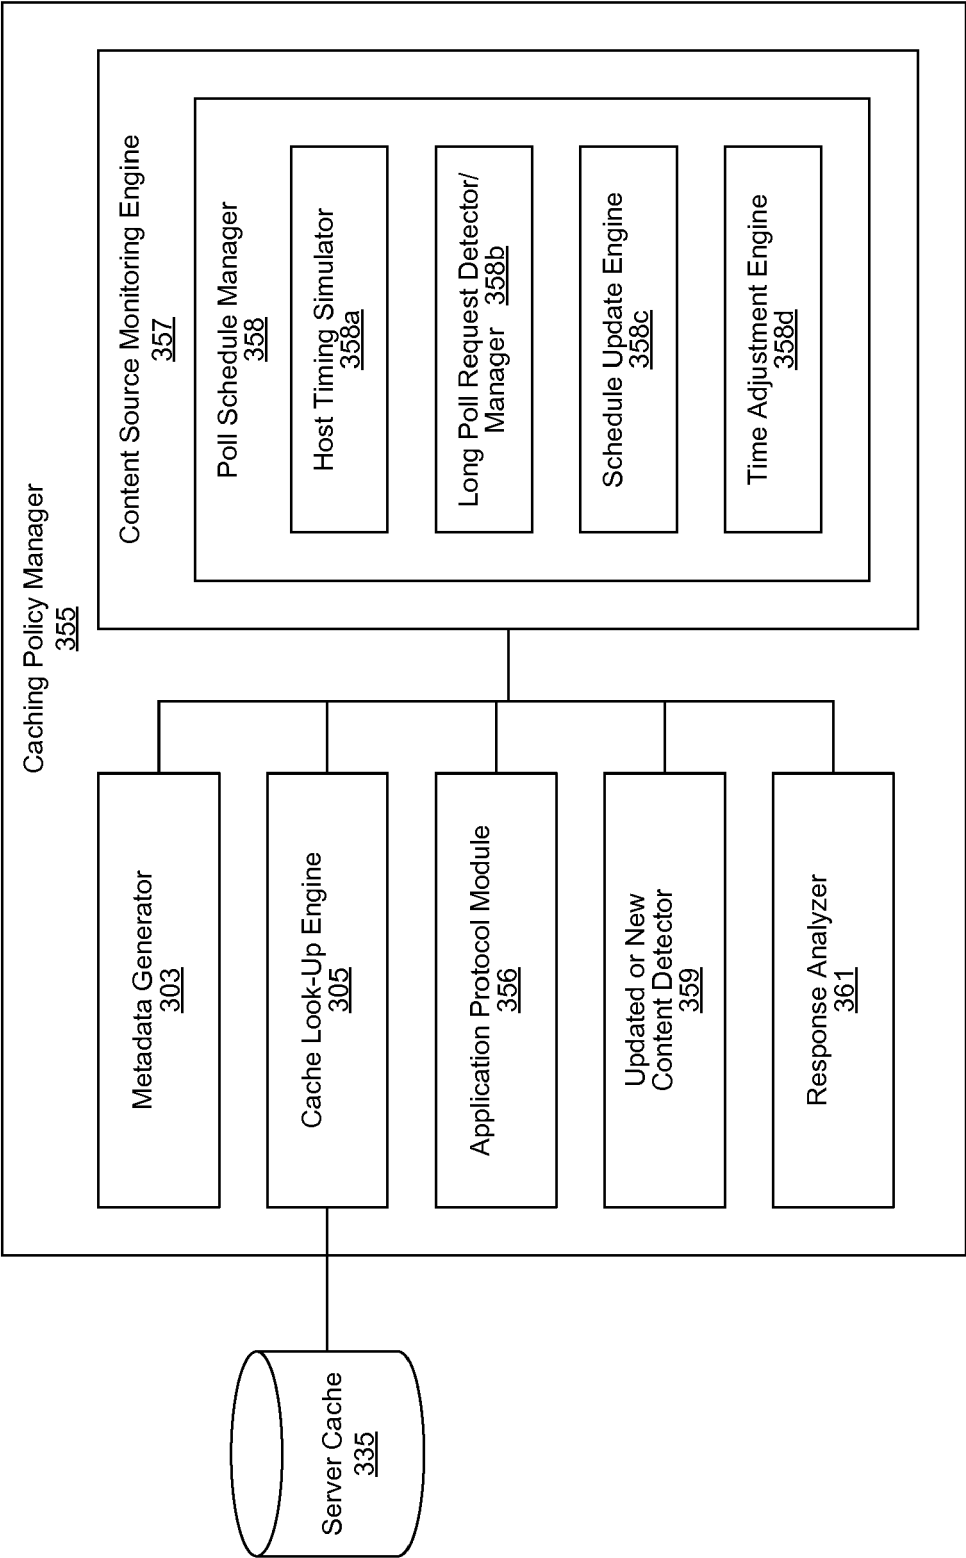 Caching Policy Manager
355
Content Source Monitoring Engine
357
Poll Schedule Manager
358
Host Timing Simulator
358a
Long Poll Request Detector/
Manager 358b
Schedule Update Engine
358c
Time Adjustment Engine
358d
Metadata Generator
303
Cache Look-Up Engine
305
Application Protocol Module
356
Updated or New
Content Detector
359
Response Analyzer
361
Server Cache
335